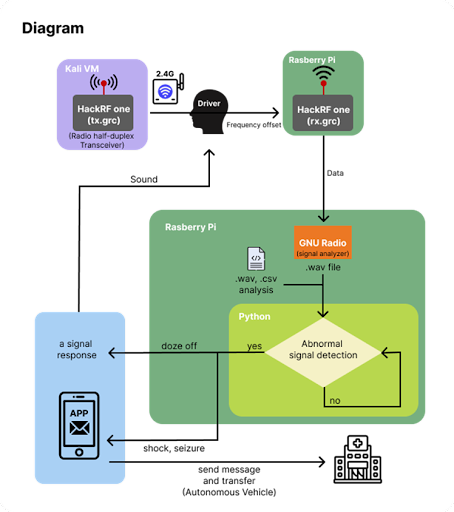 Diagram
Kali VM
HackRF one
(tx.grc)
(Radio half-duplex
Transceiver)
2.4G
Driver
Frequency offset
Rasberry Pi
HackRF one
(rx.grc)
Sound
Data
Rasberry Pi
GNU Radio
(signal analyzer)
.wav file
.wav, .csv
analysis
Python
Abnormal
signal detection
yes
no
doze off
a signal
response
APP
shock, seizure
send message
and transfer
(Autonomous Vehicle)